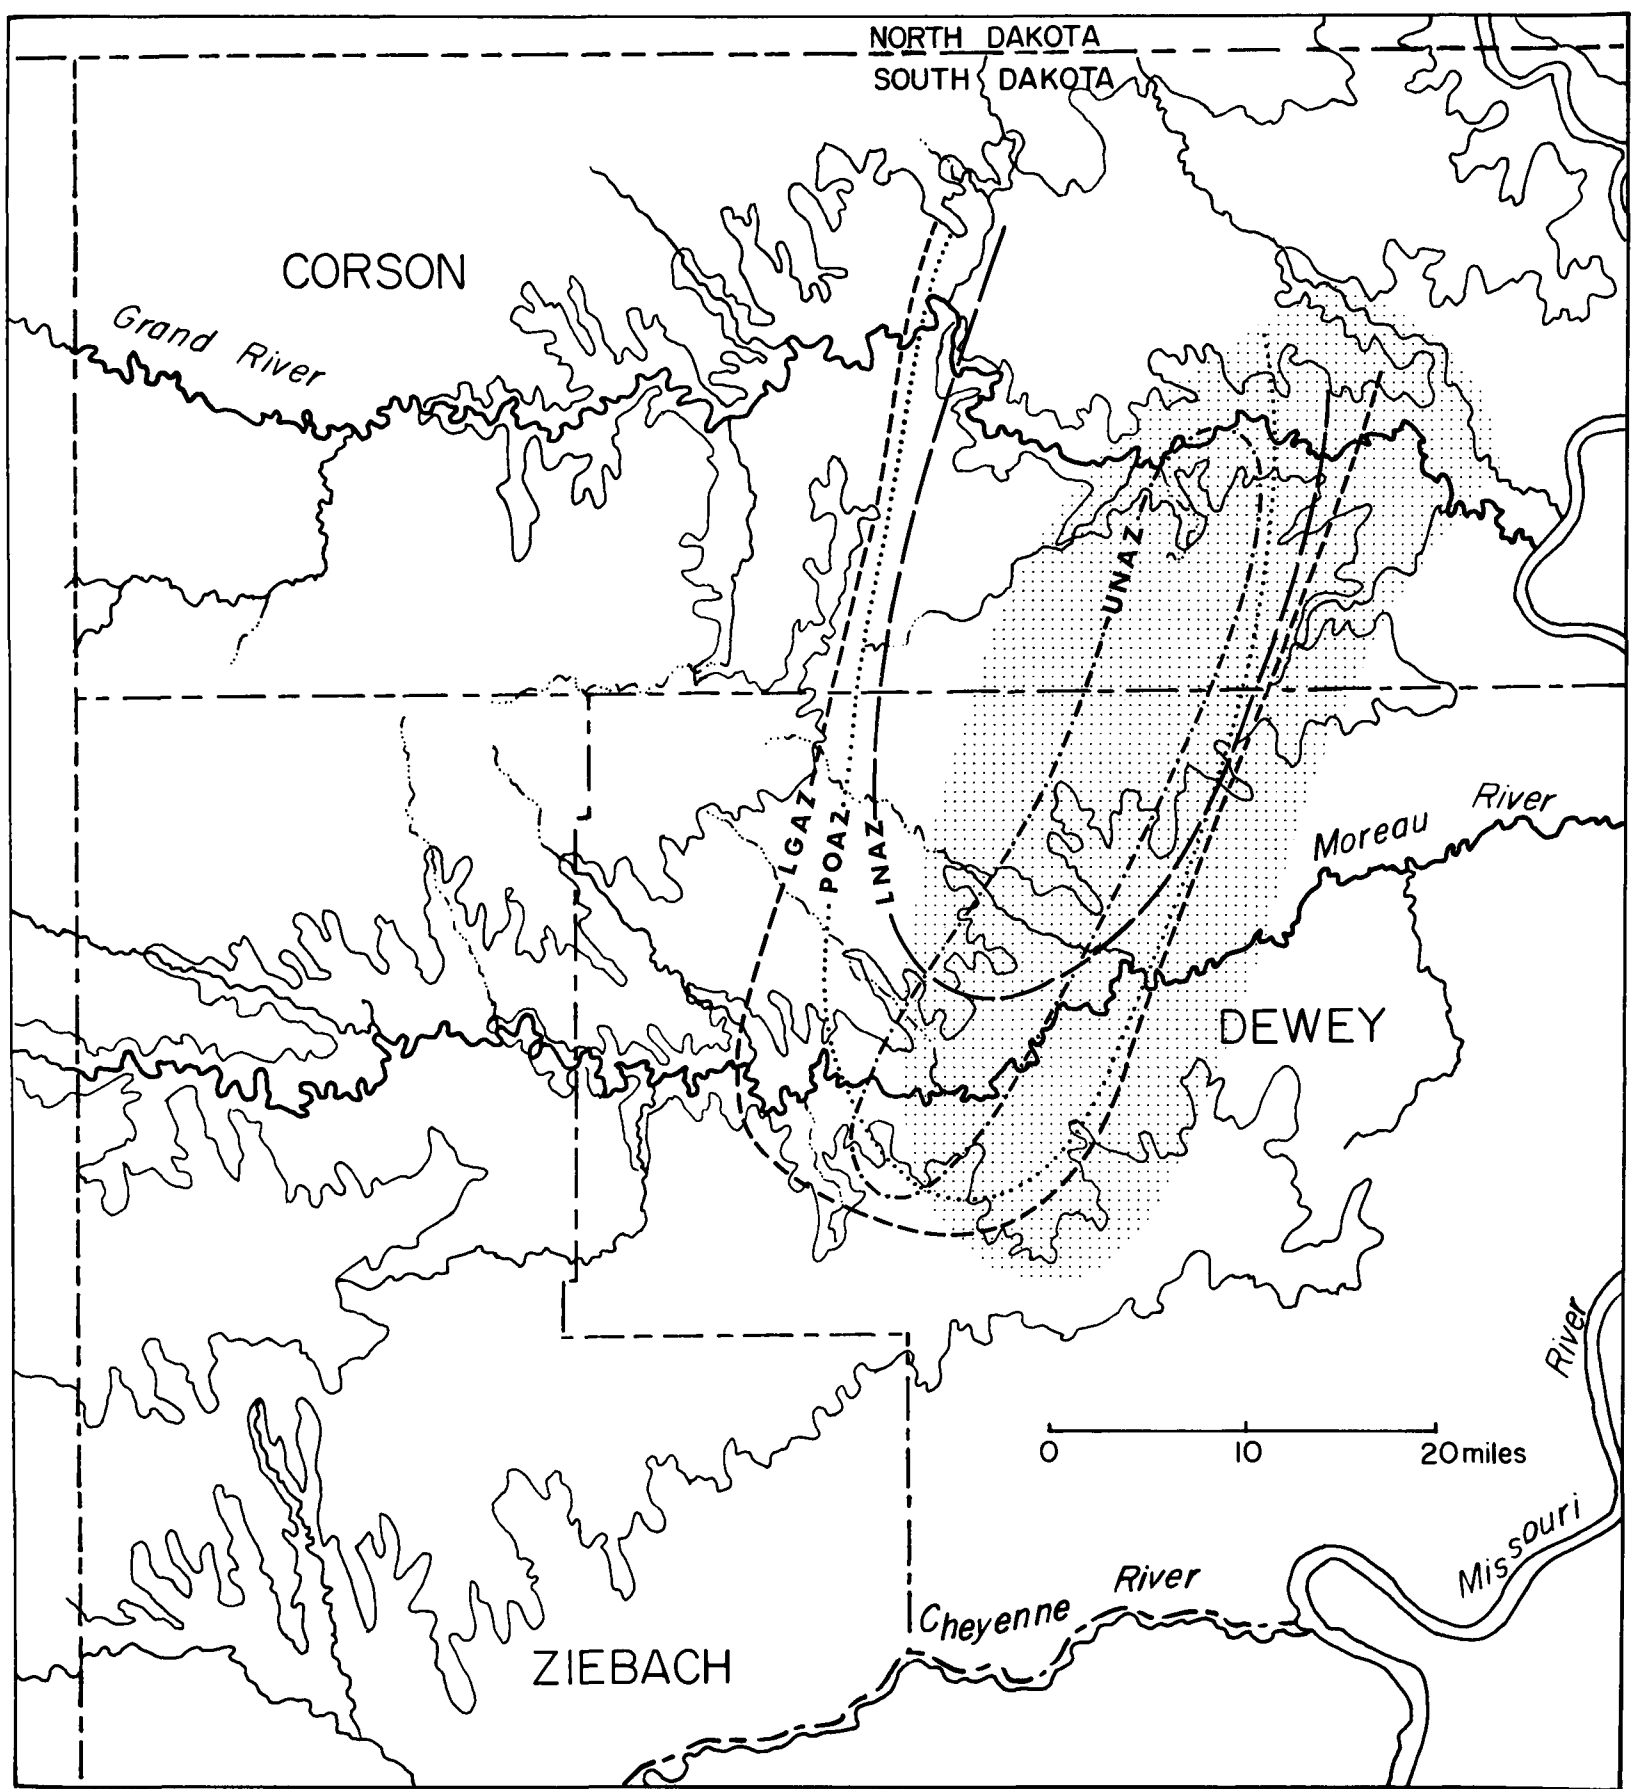 NORTH DAKOTA
SOUTH DAKOTA
CORSON
Grand River
UNAZ
LGAZ
POAZ
LNAZ
Moreau River
DEWEY
River
0 10 20 miles
Missouri
River
Cheyenne
ZIEBACH